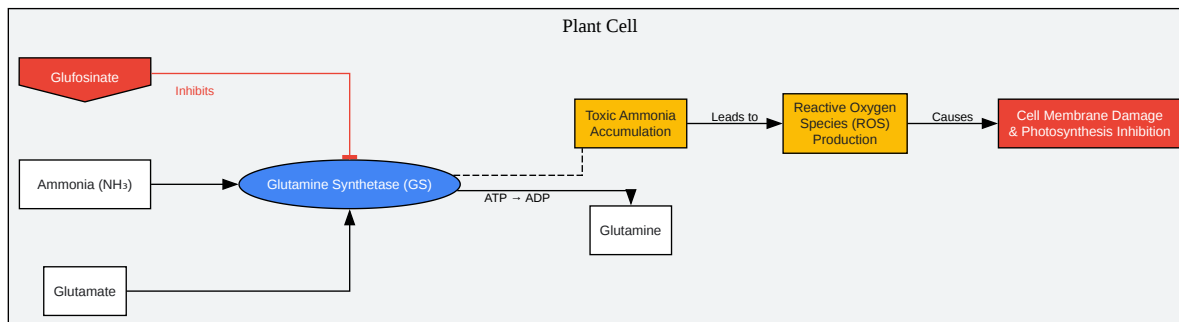 Plant Cell
Glufosinate
Inhibits
Toxic Ammonia
Accumulation
Leads to
Reactive Oxygen
Species (ROS)
Production
Causes
Cell Membrane Damage
& Photosynthesis Inhibition
Ammonia (NH₃)
Glutamine Synthetase (GS)
ATP → ADP
Glutamine
Glutamate